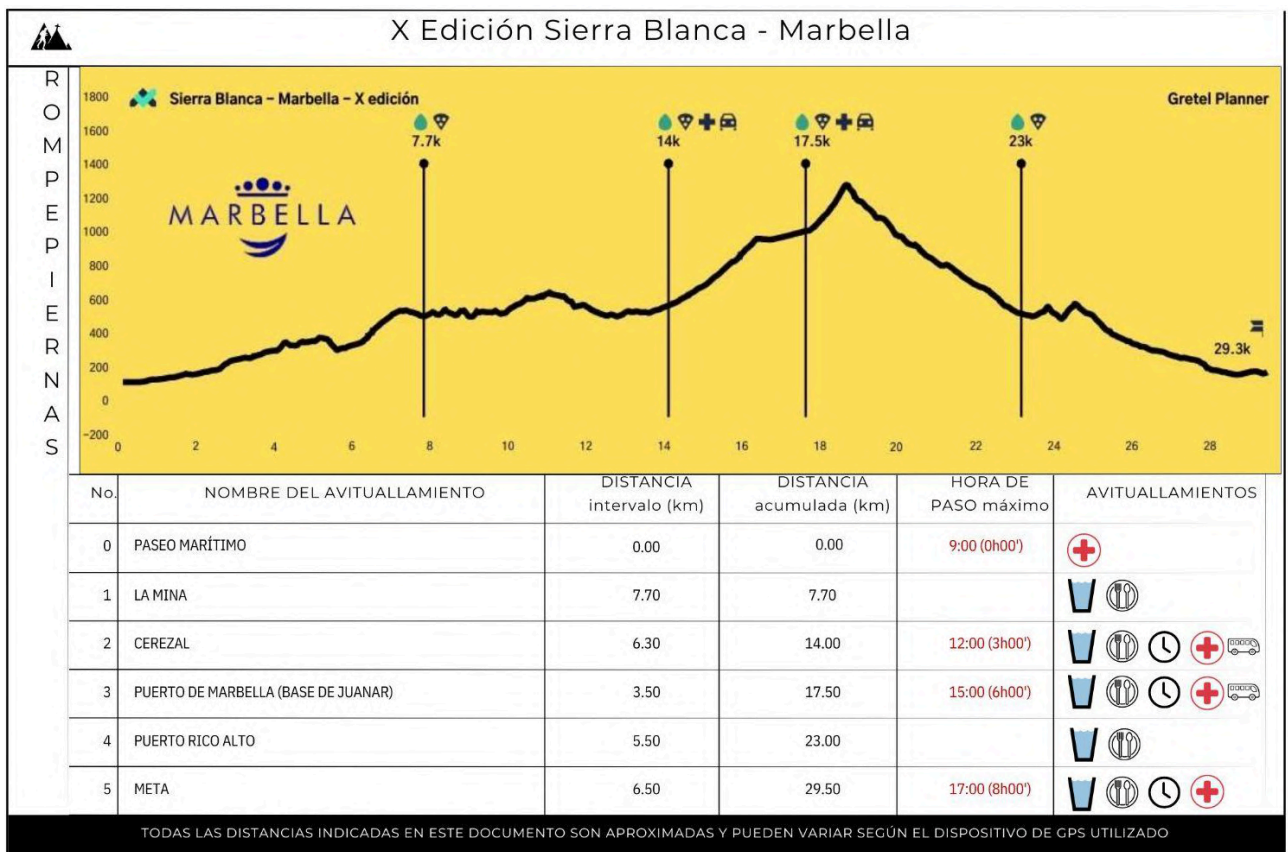 X Edición Sierra Blanca - Marbella
ROMPEPIERNAS
Sierra Blanca – Marbella – X edición
Gretel Planner
MARBELLA
7.7k
14k
17.5k
23k
29.3k
1800
1600
1400
1200
1000
800
600
400
200
0
-200
0 2 4 6 8 10 12 14 16 18 20 22 24 26 28
No. NOMBRE DEL AVITUALLAMIENTO DISTANCIA intervalo (km) DISTANCIA acumulada (km) HORA DE PASO máximo AVITUALLAMIENTOS
0 PASEO MARÍTIMO 0.00 0.00 9:00 (0h00')
1 LA MINA 7.70 7.70
2 CEREZAL 6.30 14.00 12:00 (3h00')
3 PUERTO DE MARBELLA (BASE DE JUANAR) 3.50 17.50 15:00 (6h00')
4 PUERTO RICO ALTO 5.50 23.00
5 META 6.50 29.50 17:00 (8h00')
TODAS LAS DISTANCIAS INDICADAS EN ESTE DOCUMENTO SON APROXIMADAS Y PUEDEN VARIAR SEGÚN EL DISPOSITIVO DE GPS UTILIZADO